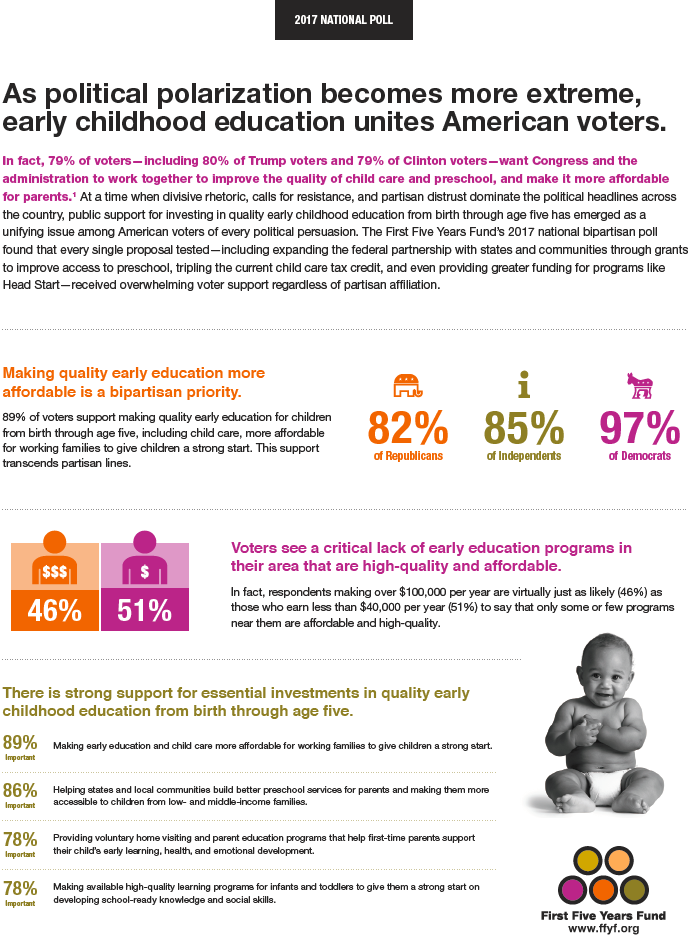 2017 NATIONAL POLL
As political polarization becomes more extreme,
early childhood education unites American voters.
In fact, 79% of voters—including 80% of Trump voters and 79% of Clinton voters—want Congress and the
administration to work together to improve the quality of child care and preschool, and make it more affordable
for parents.¹ At a time when divisive rhetoric, calls for resistance, and partisan distrust dominate the political headlines across
the country, public support for investing in quality early childhood education from birth through age five has emerged as a
unifying issue among American voters of every political persuasion. The First Five Years Fund’s 2017 national bipartisan poll
found that every single proposal tested—including expanding the federal partnership with states and communities through grants
to improve access to preschool, tripling the current child care tax credit, and even providing greater funding for programs like
Head Start—received overwhelming voter support regardless of partisan affiliation.
Making quality early education more
affordable is a bipartisan priority.
89% of voters support making quality early education for children
from birth through age five, including child care, more affordable
for working families to give children a strong start. This support
transcends partisan lines.
82%
of Republicans
i
85%
of Independents
97%
of Democrats
$$$
46%
$
51%
Voters see a critical lack of early education programs in
their area that are high-quality and affordable.
In fact, respondents making over $100,000 per year are virtually just as likely (46%) as
those who earn less than $40,000 per year (51%) to say that only some or few programs
near them are affordable and high-quality.
There is strong support for essential investments in quality early
childhood education from birth through age five.
89%
Important
Making early education and child care more affordable for working families to give children a strong start.
86%
Important
Helping states and local communities build better preschool services for parents and making them more
accessible to children from low- and middle-income families.
78%
Important
Providing voluntary home visiting and parent education programs that help first-time parents support
their child’s early learning, health, and emotional development.
78%
Important
Making available high-quality learning programs for infants and toddlers to give them a strong start on
developing school-ready knowledge and social skills.
First Five Years Fund
www.ffyf.org